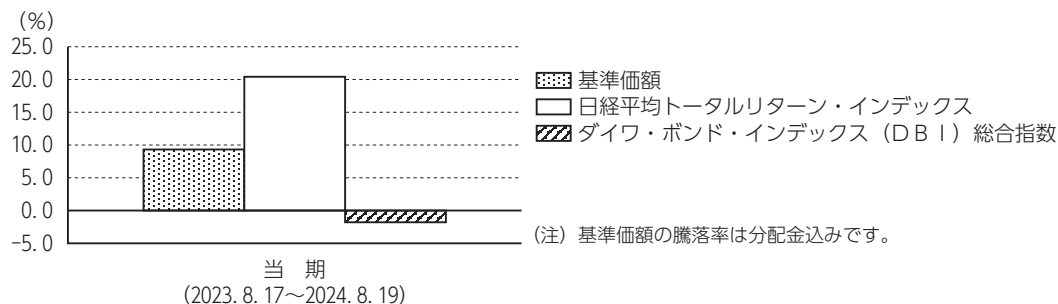 (%)
25.0
20.0
15.0
10.0
5.0
0.0
-5.0
基準価額
日経平均トータルリターン・インデックス
ダイワ・ボンド・インデックス（ＤＢＩ）総合指数
（注）基準価額の騰落率は分配金込みです。
当　期
(2023.8.17～2024.8.19)